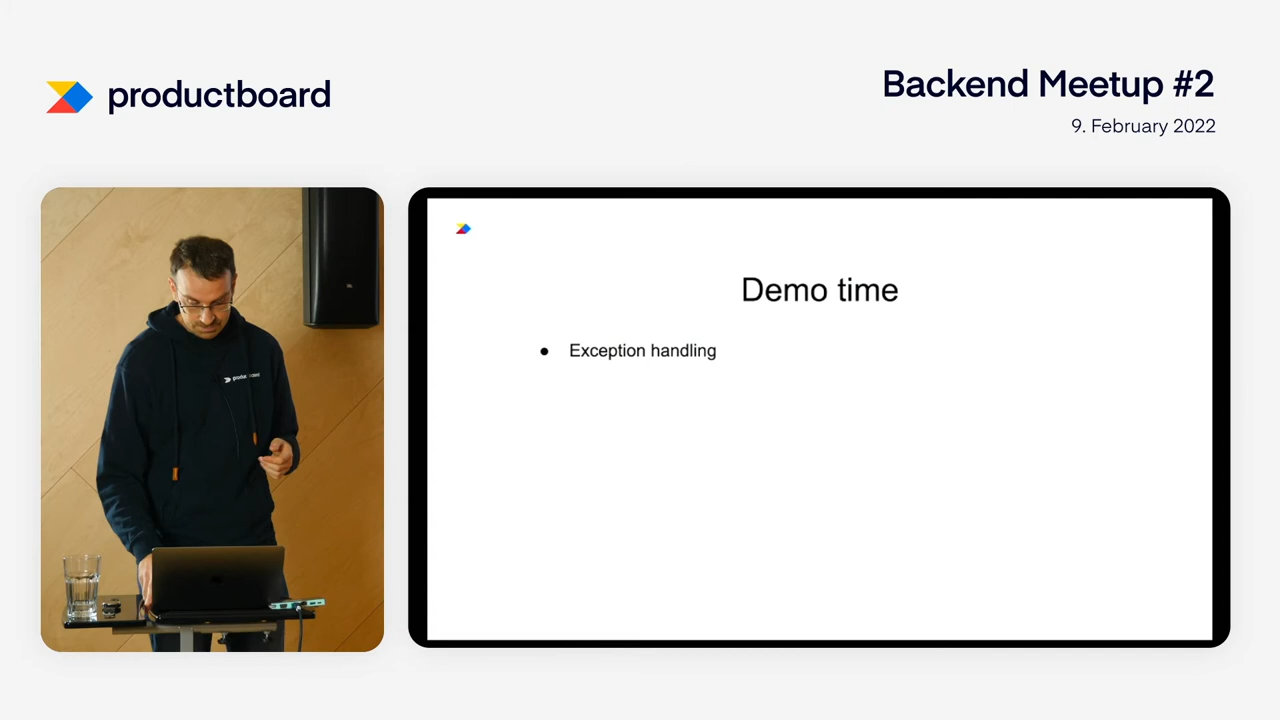 productboard
Backend Meetup #2
9. February 2022
Demo time
● Exception handling